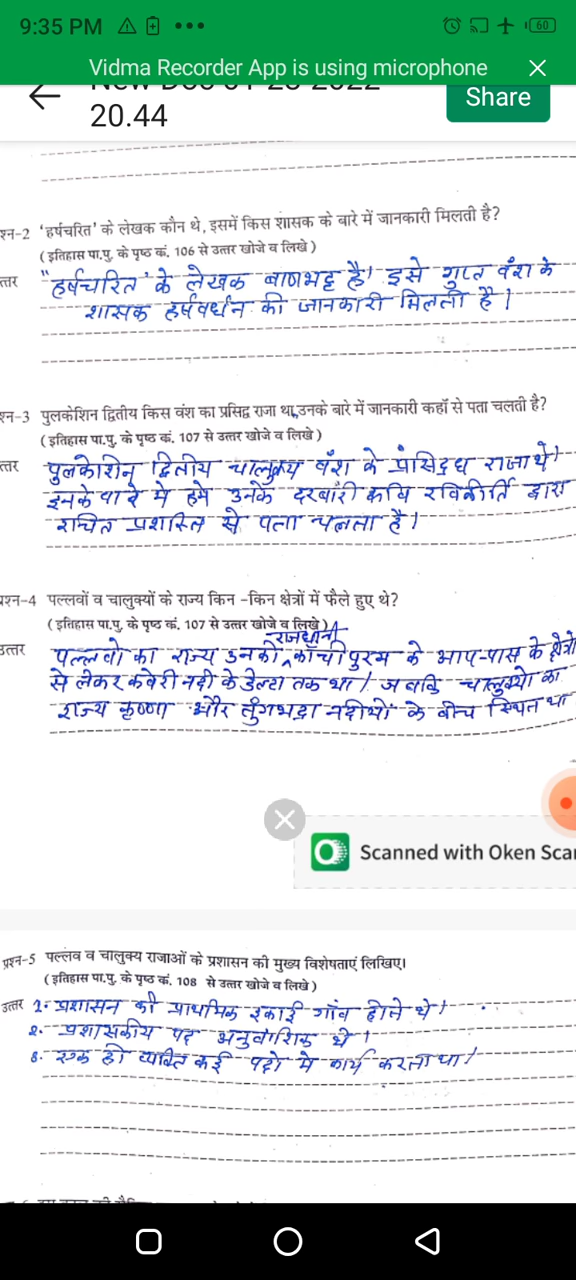 9:35 PM
60
Vidma Recorder App is using microphone
20.44
Share
श्न-2 'हर्षचरित' के लेखक कौन थे, इसमें किस शासक के बारे में जानकारी मिलती है?
( इतिहास पा.पु. के पृष्ठ कं. 106 से उत्तर खोजे व लिखे )
त्तर "हर्षचरित' के लेखक बाणभट्ट है। इसे गुप्त वंश के
शासक हर्षवर्धन की जानकारी मिलती है।
श्न-3 पुलकेशिन द्वितीय किस वंश का प्रसिद्व राजा था,उनके बारे में जानकारी कहाॅ से पता चलती है?
( इतिहास पा.पु. के पृष्ठ कं. 107 से उत्तर खोजे व लिखे )
त्तर पुलकेशिन द्वितीय चालुक्य वंश के प्रसिद्ध राजा थे।
इनके बारे मे हमे उनके दरबारी कवि रविकीर्ति द्वारा
रचित प्रशस्ति से पता चलता है।
प्रश्न-4 पल्लवों व चालुक्यों के राज्य किन -किन क्षेत्रों में फैले हुए थे?
( इतिहास पा.पु. के पृष्ठ कं. 107 से उत्तर खोजे व लिखे )
राजधानी
उत्तर पल्लवो का राज्य उनकी काँचीपुरम के आप-पास के क्षेत्रो
से लेकर कावेरी नदी के डेल्टा तक था। जबकि चालुक्यो का
राज्य कृष्णा और तुंगभद्रा नदीयों के बीच स्थित था
Scanned with Oken Scan
प्रश्न-5 पल्लव व चालुक्य राजाओं के प्रशासन की मुख्य विशेषताएं लिखिए।
( इतिहास पा.पु. के पृष्ठ कं. 108 से उत्तर खोजे व लिखे )
उत्तर 1. प्रशासन की प्राथमिक इकाई गाँव होते थे।
2. प्रशासकीय पद अनुवांशिक थे।
3. एक ही व्यक्ति कई पदो मे कार्य करता था।